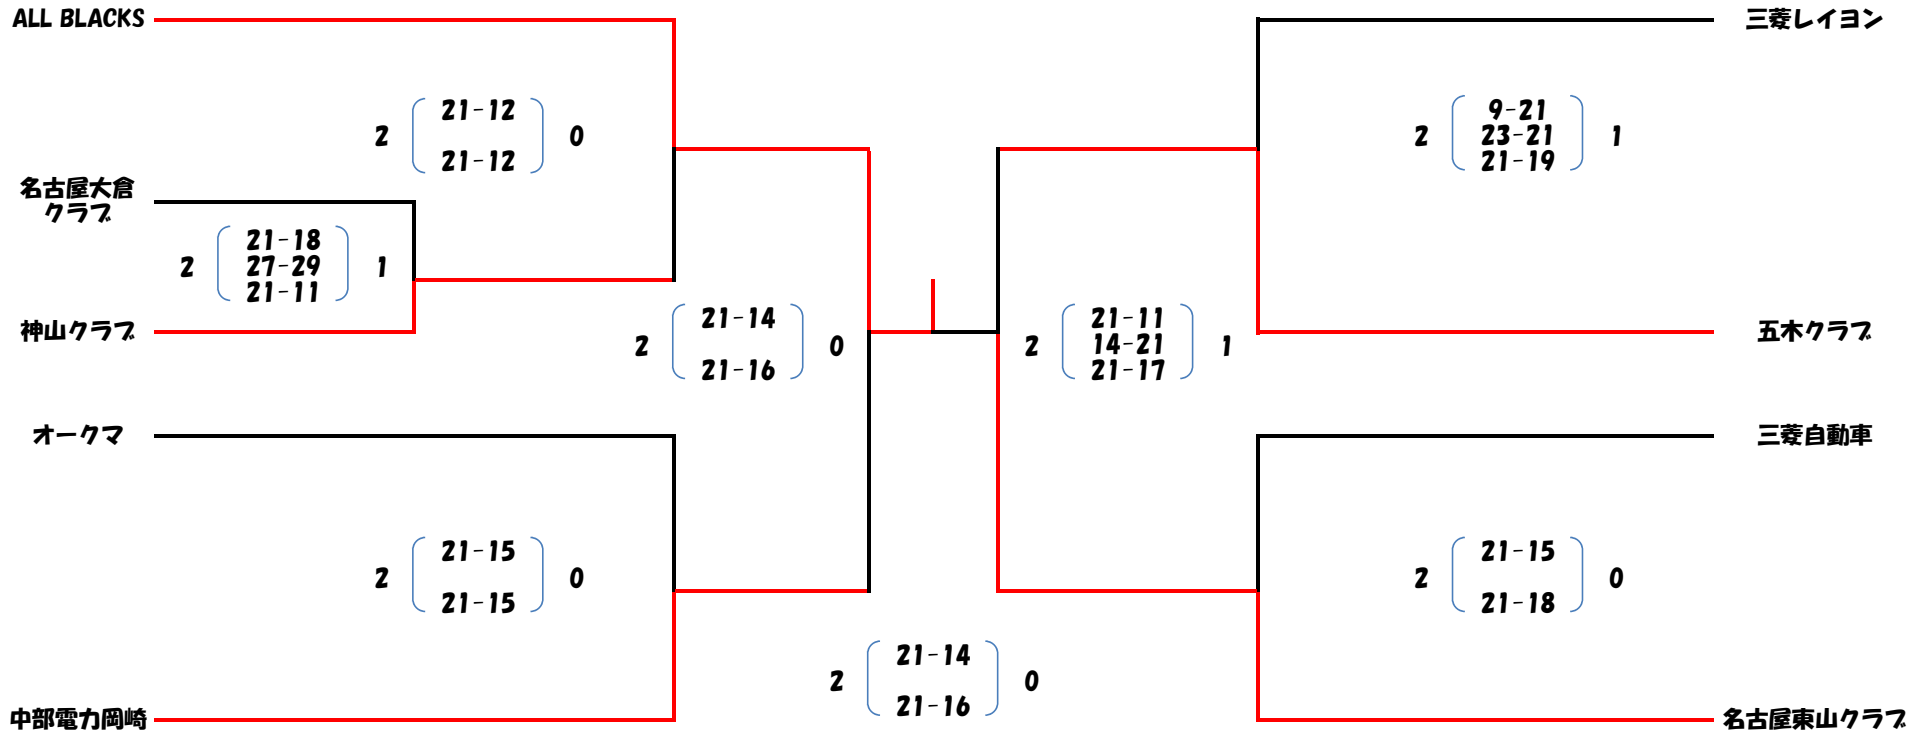 ALL BLACKS
三菱レイヨン
21-12
2 0
21-12
9-21
2 23-21 1
21-19
名古屋大倉
クラブ
21-18
2 27-29 1
21-11
神山クラブ
五木クラブ
21-14
2 0
21-16
21-11
2 14-21 1
21-17
オークマ
三菱自動車
21-15
2 0
21-15
21-15
2 0
21-18
21-14
2 0
21-16
中部電力岡崎
名古屋東山クラブ